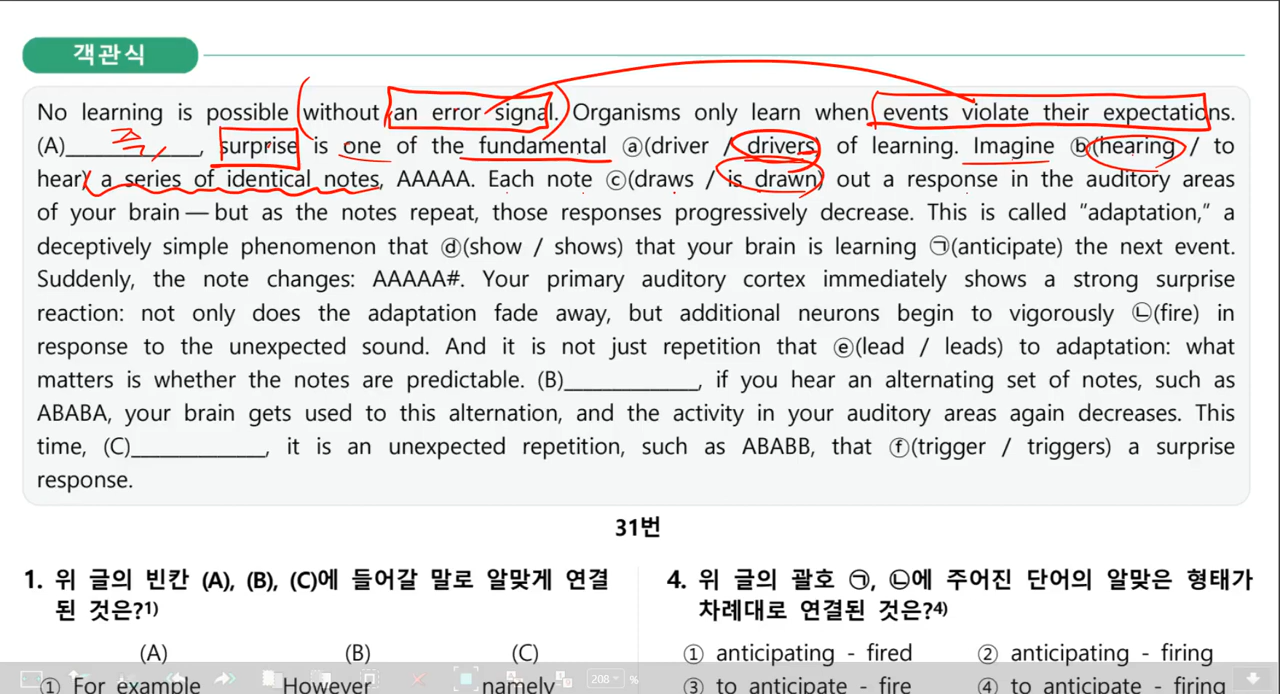 객관식
No learning is possible without an error signal. Organisms only learn when events violate their expectations.
(A)____________, surprise is one of the fundamental ⓐ(driver / drivers) of learning. Imagine ⓑ(hearing / to
hear) a series of identical notes, AAAAA. Each note ⓒ(draws / is drawn) out a response in the auditory areas
of your brain — but as the notes repeat, those responses progressively decrease. This is called “adaptation,” a
deceptively simple phenomenon that ⓓ(show / shows) that your brain is learning ㉠(anticipate) the next event.
Suddenly, the note changes: AAAAA#. Your primary auditory cortex immediately shows a strong surprise
reaction: not only does the adaptation fade away, but additional neurons begin to vigorously ㉡(fire) in
response to the unexpected sound. And it is not just repetition that ⓔ(lead / leads) to adaptation: what
matters is whether the notes are predictable. (B)____________, if you hear an alternating set of notes, such as
ABABA, your brain gets used to this alternation, and the activity in your auditory areas again decreases. This
time, (C)____________, it is an unexpected repetition, such as ABABB, that ⓕ(trigger / triggers) a surprise
response.
31번
1. 위 글의 빈칸 (A), (B), (C)에 들어갈 말로 알맞게 연결
된 것은?1)
(A) (B) (C)
① For example However namely
4. 위 글의 괄호 ㉠, ㉡에 주어진 단어의 알맞은 형태가
차례대로 연결된 것은?4)
① anticipating - fired ② anticipating - firing
③ to anticipate - fire ④ to anticipate - firing
208 %